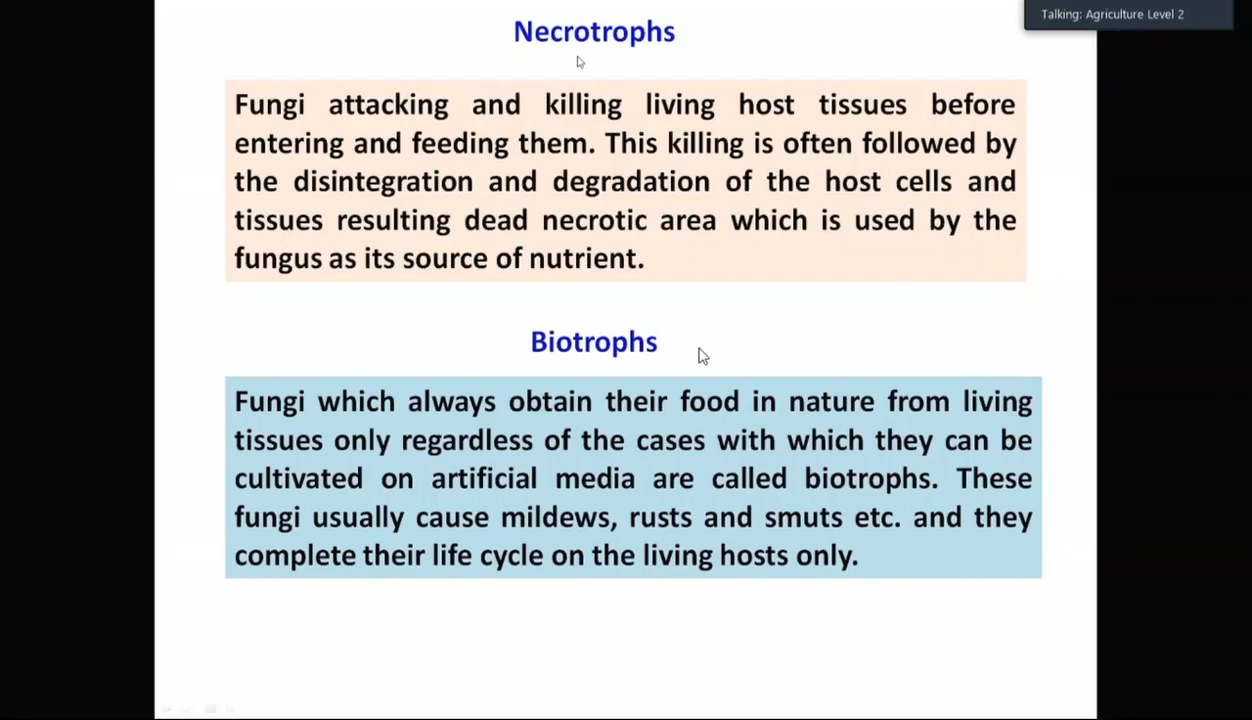 Talking: Agriculture Level 2
Necrotrophs
Fungi attacking and killing living host tissues before
entering and feeding them. This killing is often followed by
the disintegration and degradation of the host cells and
tissues resulting dead necrotic area which is used by the
fungus as its source of nutrient.
Biotrophs
Fungi which always obtain their food in nature from living
tissues only regardless of the cases with which they can be
cultivated on artificial media are called biotrophs. These
fungi usually cause mildews, rusts and smuts etc. and they
complete their life cycle on the living hosts only.